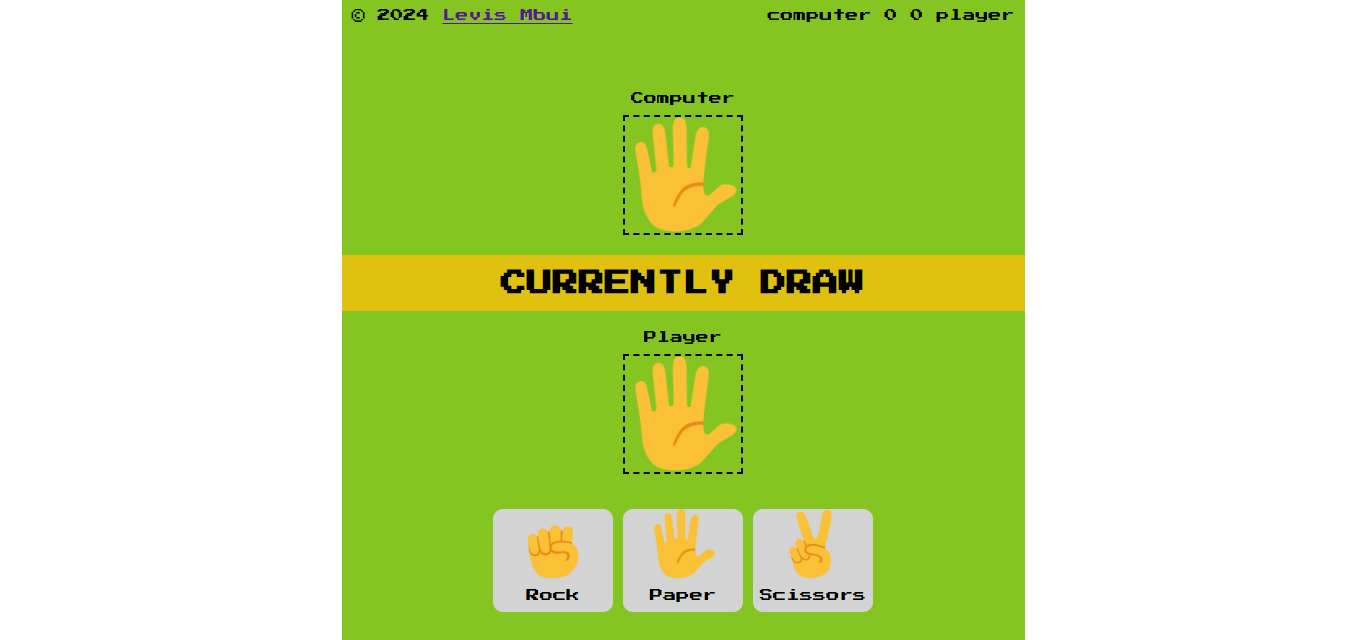 © 2024 Levis Mbui
computer 0 0 player
Computer
CURRENTLY DRAW
Player
Rock
Paper
Scissors